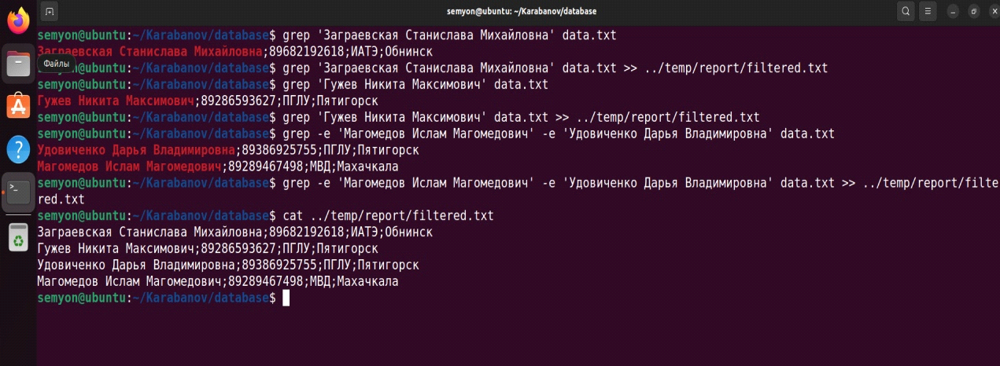 semyon@ubuntu: ~/Karabanov/database
semyon@ubuntu:~/Karabanov/database$ grep 'Заграевская Станислава Михайловна' data.txt
Заграевская Станислава Михайловна;89682192618;ИАТЭ;Обнинск
Файлы
semyon@ubuntu:~/Karabanov/database$ grep 'Заграевская Станислава Михайловна' data.txt >> ../temp/report/filtered.txt
semyon@ubuntu:~/Karabanov/database$ grep 'Гужев Никита Максимович' data.txt
Гужев Никита Максимович;89286593627;ПГЛУ;Пятигорск
semyon@ubuntu:~/Karabanov/database$ grep 'Гужев Никита Максимович' data.txt >> ../temp/report/filtered.txt
semyon@ubuntu:~/Karabanov/database$ grep -e 'Магомедов Ислам Магомедович' -e 'Удовиченко Дарья Владимировна' data.txt
Удовиченко Дарья Владимировна;89386925755;ПГЛУ;Пятигорск
Магомедов Ислам Магомедович;89289467498;МВД;Махачкала
semyon@ubuntu:~/Karabanov/database$ grep -e 'Магомедов Ислам Магомедович' -e 'Удовиченко Дарья Владимировна' data.txt >> ../temp/report/filte
red.txt
semyon@ubuntu:~/Karabanov/database$ cat ../temp/report/filtered.txt
Заграевская Станислава Михайловна;89682192618;ИАТЭ;Обнинск
Гужев Никита Максимович;89286593627;ПГЛУ;Пятигорск
Удовиченко Дарья Владимировна;89386925755;ПГЛУ;Пятигорск
Магомедов Ислам Магомедович;89289467498;МВД;Махачкала
semyon@ubuntu:~/Karabanov/database$